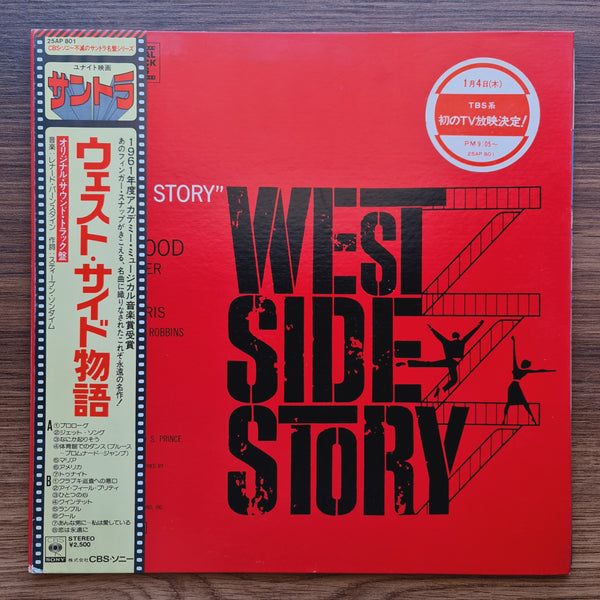 25AP 801
CBS・ソニー不滅のサントラ名盤シリーズ
ユナイト映画
サントラ
オリジナル・サウンド・トラック盤
ウェスト・サイド物語
音楽・レナード・バーンスタイン 作詞・スティーブン・ソンダイム
1961年度アカデミー・ミュージカル音楽賞受賞
あのフィンガー・スナップがきこえる、名曲に織りなされたこれぞ永遠の名作!
A
①プロローグ
②ジェット・ソング
③なにか起りそう
④体育館でのダンス(ブルース
―プロムナード―ジャンプ)
⑤マリア
⑥アメリカ
⑦トゥナイト
B
①クラプキ巡査への悪口
②アイ・フィール・プリティ
③ひとつの心
④クインテット
⑤ランブル
⑥クール
⑦あんな男に―私は愛している
⑧恋は永遠に
CBS
SONY
STEREO
¥2,500
株式会社 CBS・ソニー
1月4日(木)
TBS系
初のTV放映決定!
PM9:05〜
25AP 801
STORY"
OOD
ER
RIS
ROBBINS
S. PRINCE
WEST
SIDE
STORY